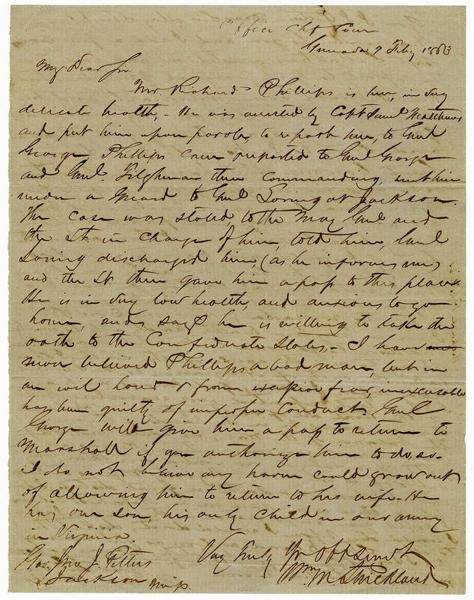 Office Chf Quar
Grenada 9 Feby 1863
My Dear Sir
Mr Richard Phillips is here, in very
delicate health. He was arrested by Capt Saml Matthews
and put him upon parole, to report here, to Genl
George Phillips Case reported to Genl George
and Genl Tilghman then commanding, sent him
under a Guard to Genl Loring at Jackson.
The case was stated to the Maj Genl and
the Lt in charge of him, told him, Genl
Loring discharged him, (as he informs me)
and the Lt then gave him a pass to this place
He is in very low health, and anxious to go
home, and says he is willing to take the
oath to the Confederate States - I have
never believed Phillips a bad man, but in
an evil hour & from excessive fear, inexcusable
has been guilty of improper conduct. Genl
George will give him a pass to return to
Marshall if you authorize him to do so.
I do not believe any harm could grow out
of allowing him to return to his wife. He
has one son, his only child in our army
in Virginia.
Very truly Yr obt Servt
Wm M Strickland
Hon. Jno. J. Pettus
Jackson Miss.